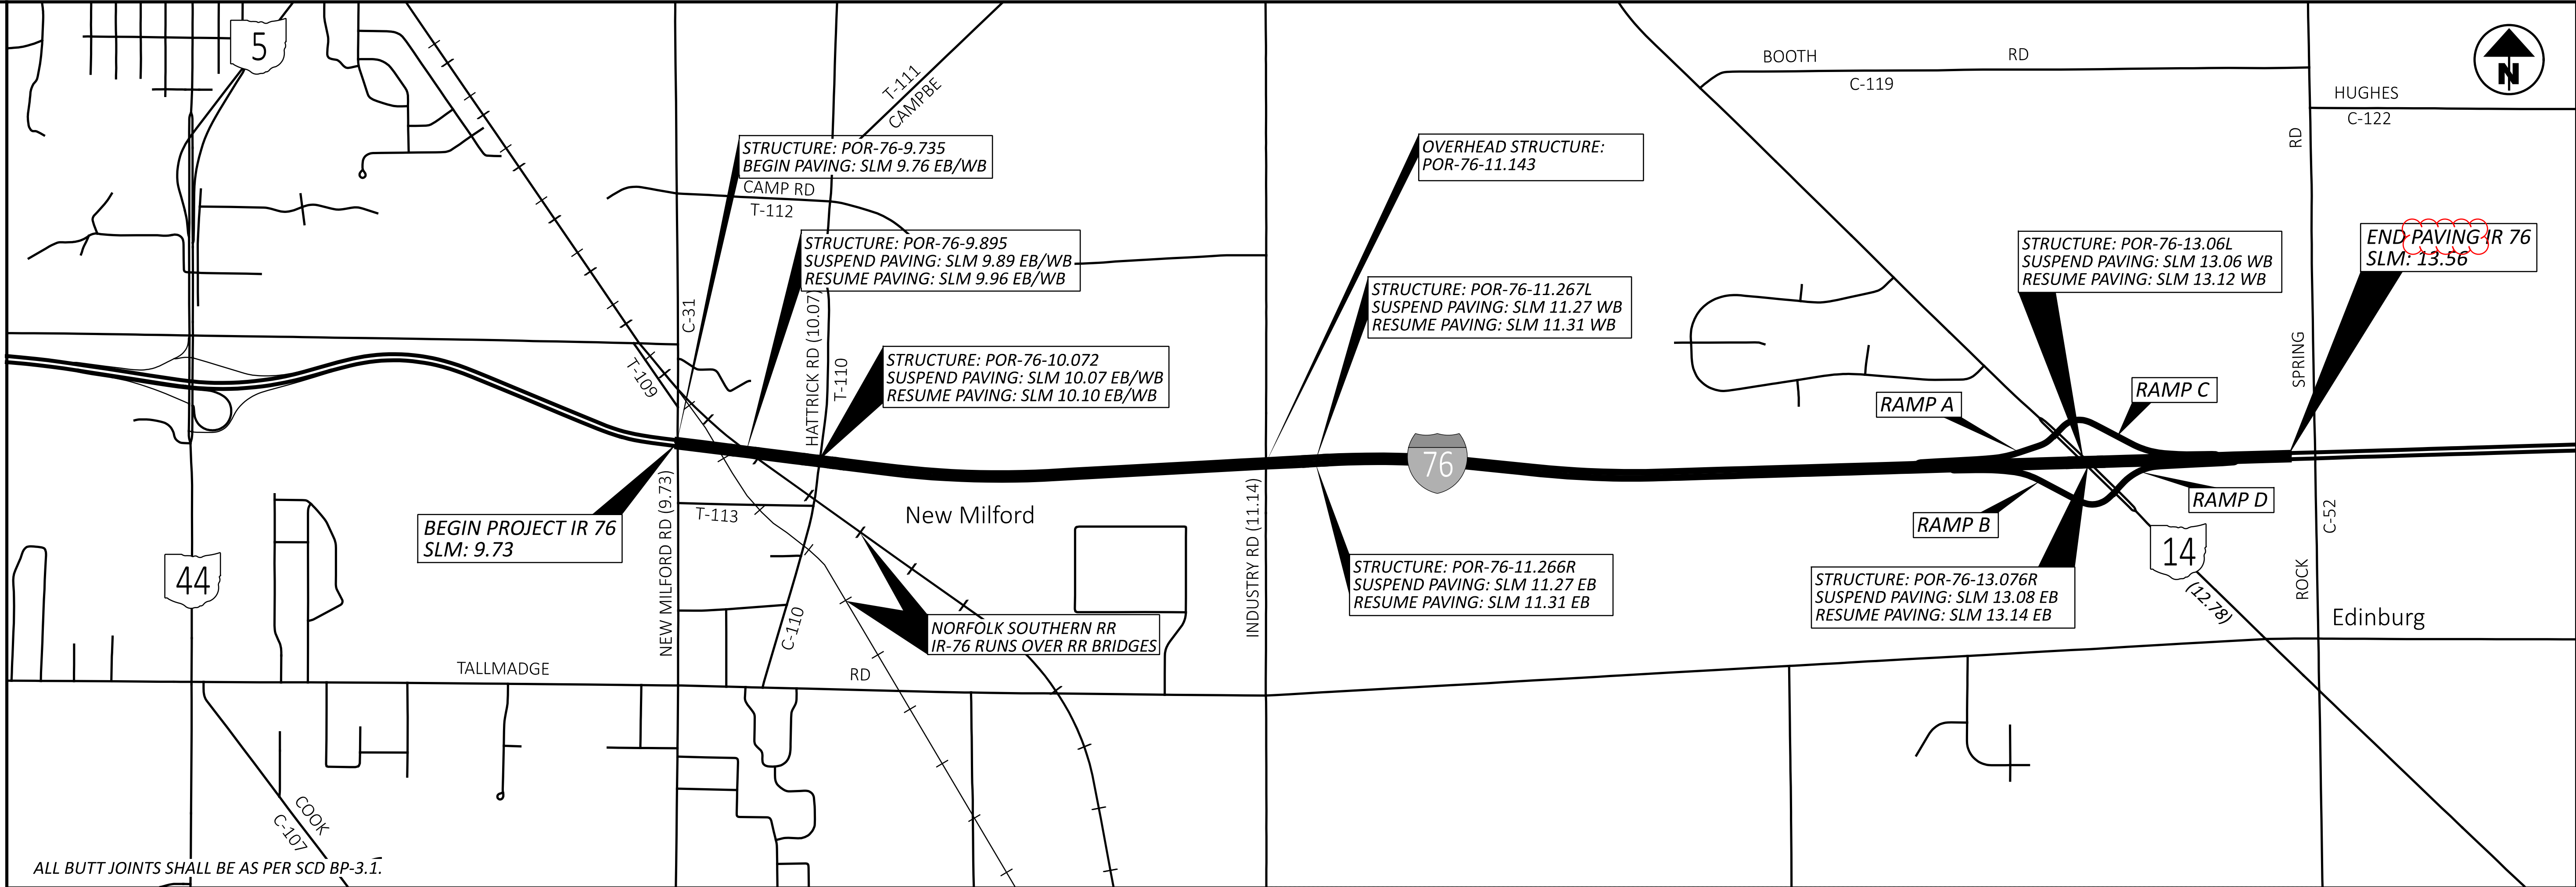 5
N
BOOTH RD
C-119
HUGHES
C-122
T-111
CAMPBE
RD
STRUCTURE: POR-76-9.735
BEGIN PAVING: SLM 9.76 EB/WB
OVERHEAD STRUCTURE:
POR-76-11.143
CAMP RD
T-112
STRUCTURE: POR-76-9.895
SUSPEND PAVING: SLM 9.89 EB/WB
RESUME PAVING: SLM 9.96 EB/WB
STRUCTURE: POR-76-13.06L
SUSPEND PAVING: SLM 13.06 WB
RESUME PAVING: SLM 13.12 WB
END PAVING IR 76
SLM: 13.56
STRUCTURE: POR-76-11.267L
SUSPEND PAVING: SLM 11.27 WB
RESUME PAVING: SLM 11.31 WB
C-31
HATTRICK RD (10.07)
T-110
T-109
STRUCTURE: POR-76-10.072
SUSPEND PAVING: SLM 10.07 EB/WB
RESUME PAVING: SLM 10.10 EB/WB
SPRING
RAMP A
RAMP C
76
RAMP B
RAMP D
BEGIN PROJECT IR 76
SLM: 9.73
NEW MILFORD RD (9.73)
T-113
New Milford
INDUSTRY RD (11.14)
C-52
44
14
(12.78)
STRUCTURE: POR-76-11.266R
SUSPEND PAVING: SLM 11.27 EB
RESUME PAVING: SLM 11.31 EB
STRUCTURE: POR-76-13.076R
SUSPEND PAVING: SLM 13.08 EB
RESUME PAVING: SLM 13.14 EB
ROCK
Edinburg
C-110
NORFOLK SOUTHERN RR
IR-76 RUNS OVER RR BRIDGES
TALLMADGE RD
COOK
C-107
ALL BUTT JOINTS SHALL BE AS PER SCD BP-3.1.